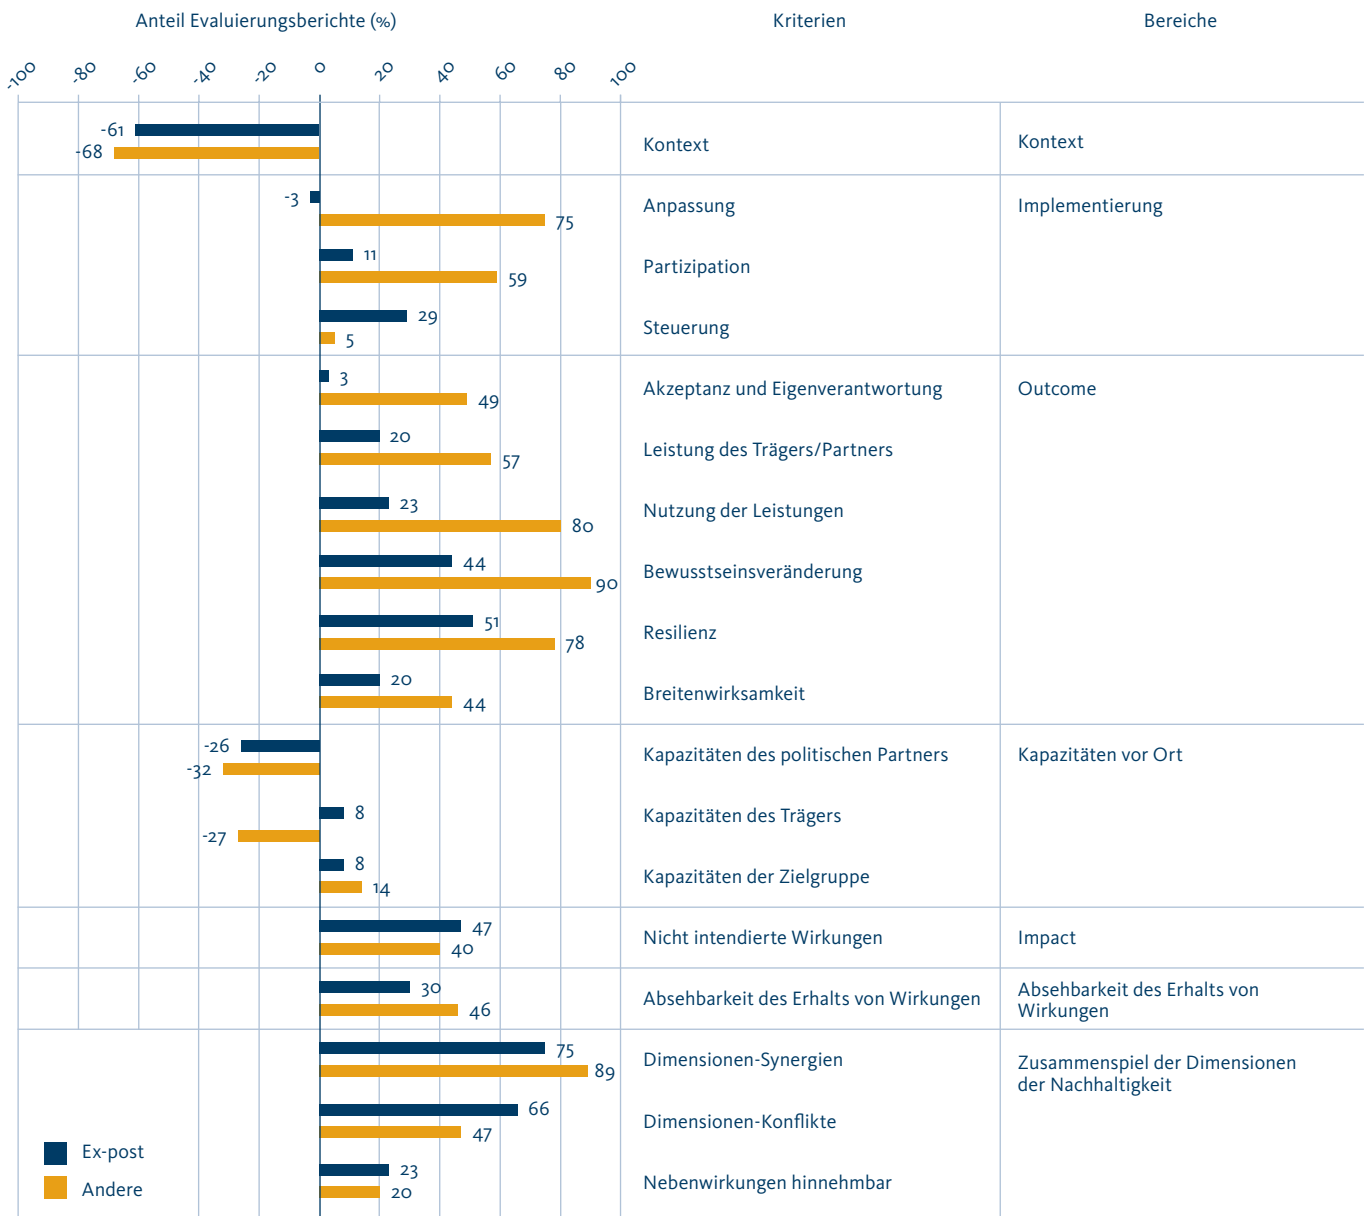 Anteil Evaluierungsberichte (%) Kriterien Bereiche
-100 -80 -60 -40 -20 0 20 40 60 80 100
-61
-68
Kontext Kontext
-3
75
Anpassung Implementierung
11
59
Partizipation
29
5
Steuerung
3
49
Akzeptanz und Eigenverantwortung Outcome
20
57
Leistung des Trägers/Partners
23
80
Nutzung der Leistungen
44
90
Bewusstseinsveränderung
51
78
Resilienz
20
44
Breitenwirksamkeit
-26
-32
Kapazitäten des politischen Partners Kapazitäten vor Ort
8
-27
Kapazitäten des Trägers
8
14
Kapazitäten der Zielgruppe
47
40
Nicht intendierte Wirkungen Impact
30
46
Absehbarkeit des Erhalts von Wirkungen
Absehbarkeit des Erhalts von
Wirkungen
75
89
Dimensionen-Synergien
Zusammenspiel der Dimensionen
der Nachhaltigkeit
66
47
Dimensionen-Konflikte
23
20
Nebenwirkungen hinnehmbar
Ex-post
Andere